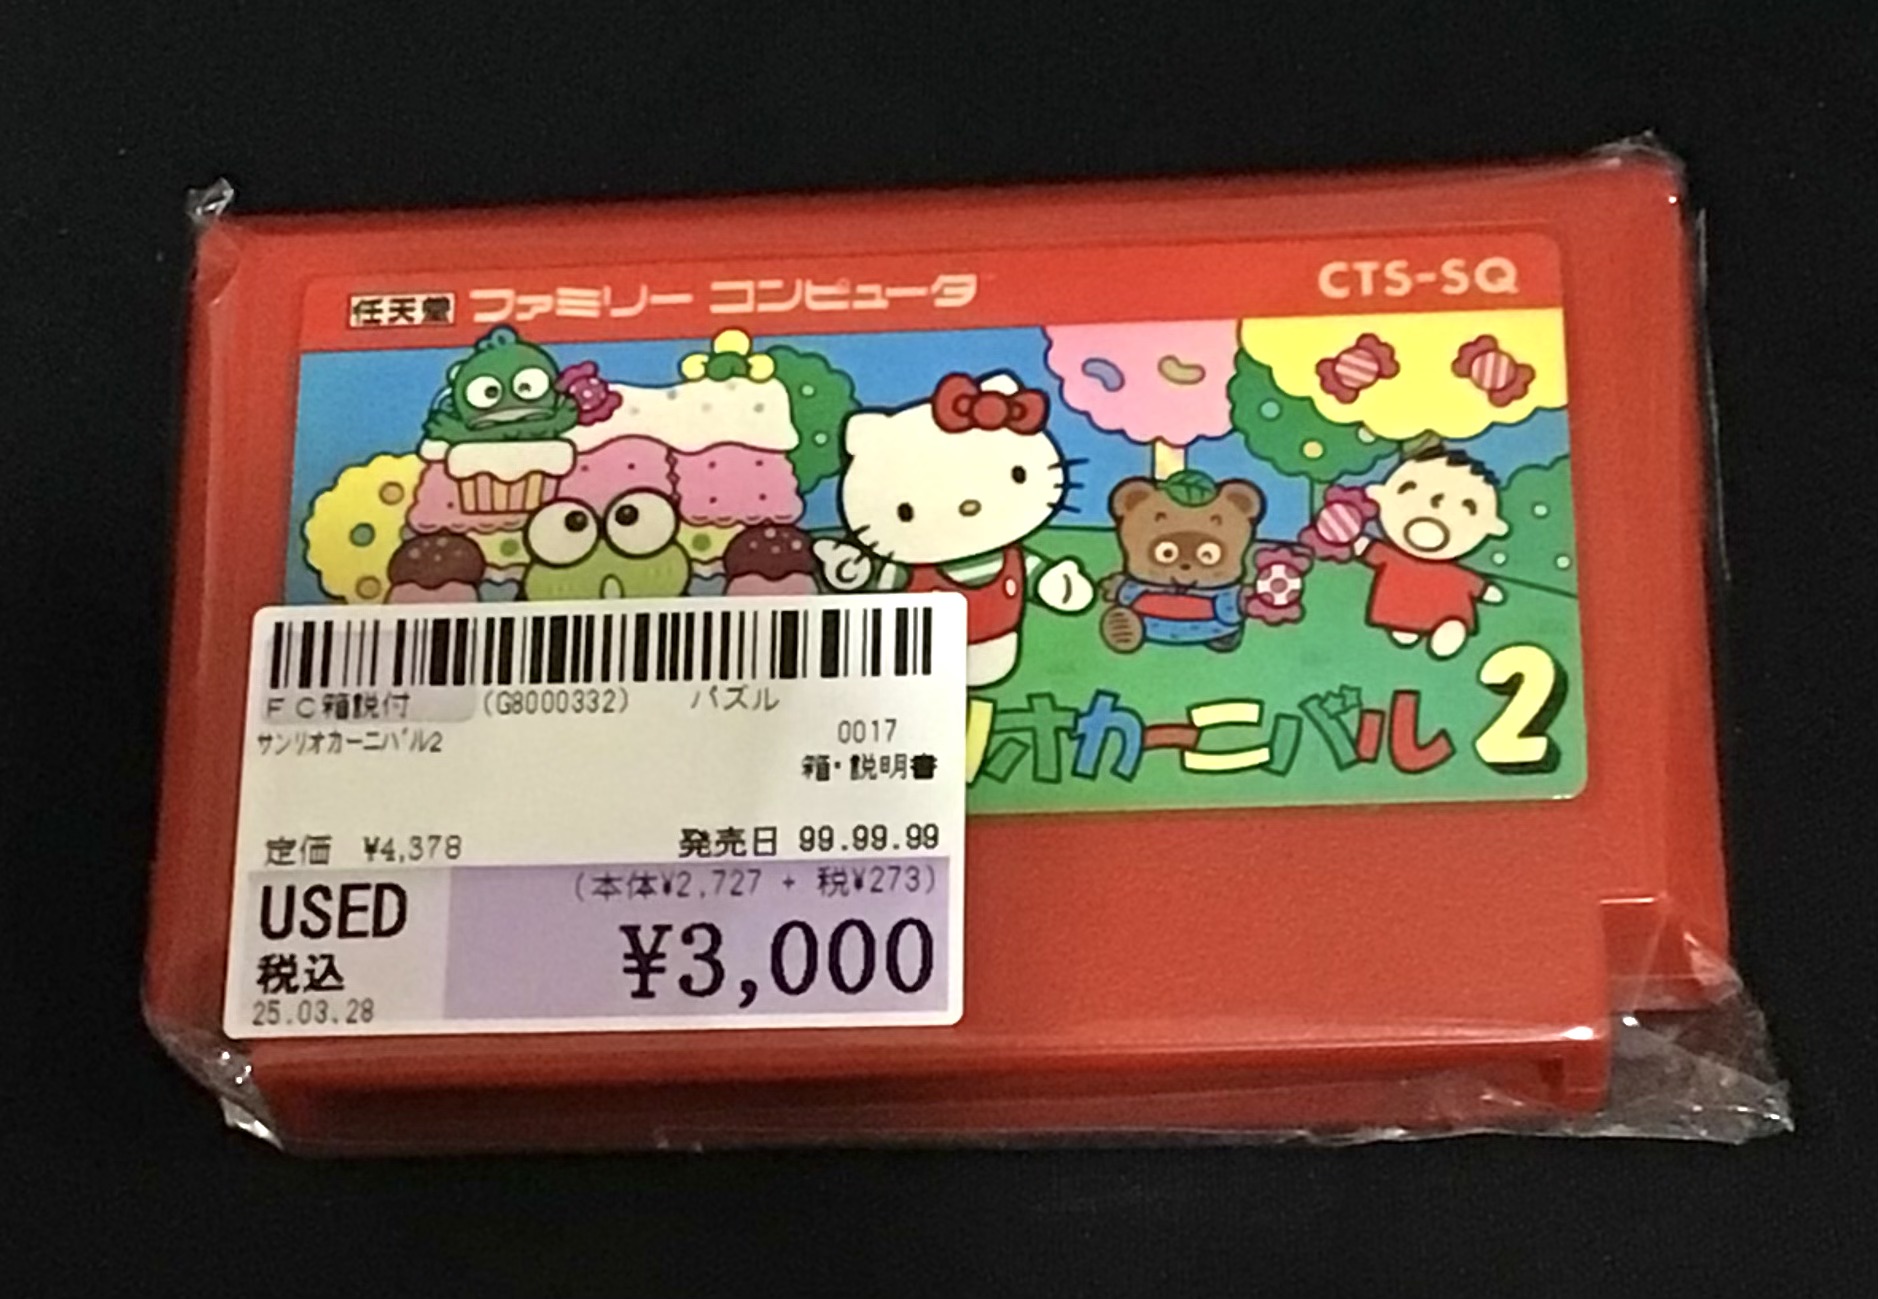 任天堂 ファミリー コンピュータ CTS-SQ
オカーニバル 2
FC箱説付 (G8000332) パズル
サンリオカーニバル2 0017
箱・説明書
定価 ¥4,378 発売日 99.99.99
(本体¥2,727 + 税¥273)
USED ¥3,000
税込
25.03.28